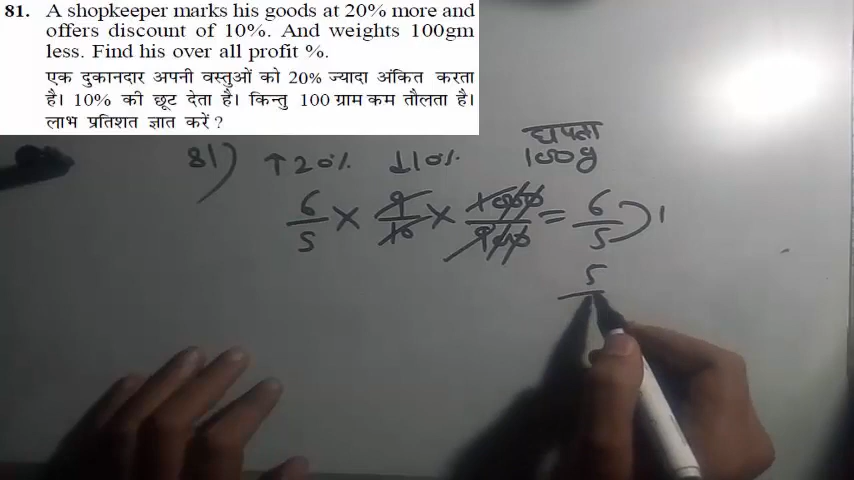 81. A shopkeeper marks his goods at 20% more and
offers discount of 10%. And weights 100gm
less. Find his over all profit %.
एक दुकानदार अपनी वस्तुओं को 20% ज्यादा अंकित करता
है। 10% की छूट देता है। किन्तु 100 ग्राम कम तौलता है।
लाभ प्रतिशत ज्ञात करें ?
81) ↑20% ↓10% 100g
6/5 × 9/10 × 1000/900 = 6/5 ) 1
5